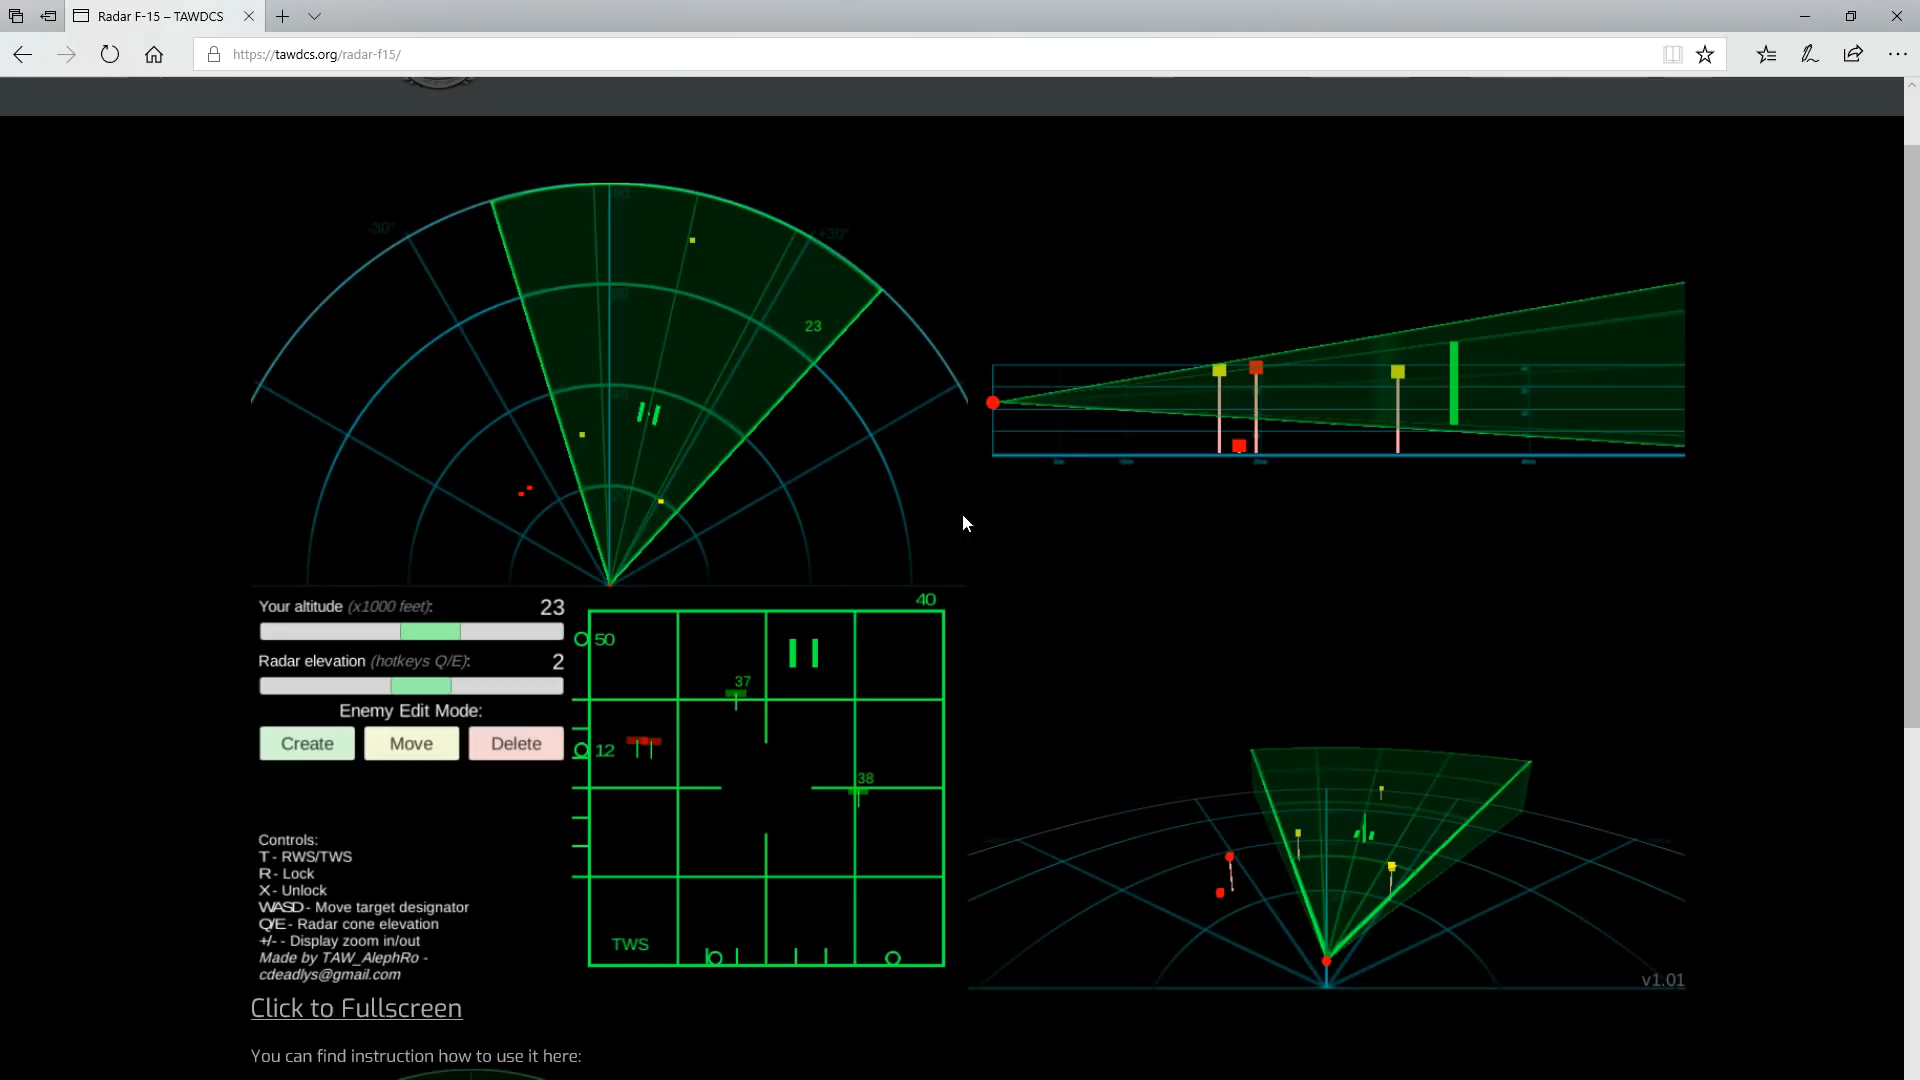 Radar F-15 – TAWDCS
https://tawdcs.org/radar-f15/
-30°
+30°
23
Your altitude (x1000 feet): 23
Radar elevation (hotkeys Q/E): 2
Enemy Edit Mode:
Create Move Delete
40
50
37
12
38
TWS
Controls:
T - RWS/TWS
R - Lock
X - Unlock
WASD - Move target designator
Q/E - Radar cone elevation
+/- - Display zoom in/out
Made by TAW_AlephRo -
cdeadlys@gmail.com
v1.01
Click to Fullscreen
You can find instruction how to use it here: